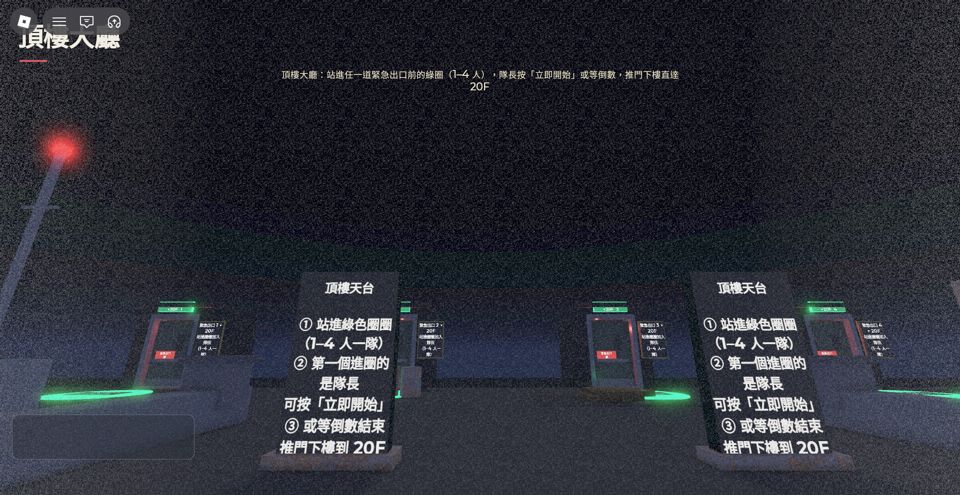 頂樓大廳
頂樓大廳：站進任一道緊急出口前的綠圈（1–4 人），隊長按「立即開始」或等倒數，推門下樓直達
20F
頂樓天台
① 站進綠色圈圈
（1–4 人一隊）
② 第一個進圈的
是隊長
可按「立即開始」
③ 或等倒數結束
推門下樓到 20F
頂樓天台
① 站進綠色圈圈
（1–4 人一隊）
② 第一個進圈的
是隊長
可按「立即開始」
③ 或等倒數結束
推門下樓到 20F